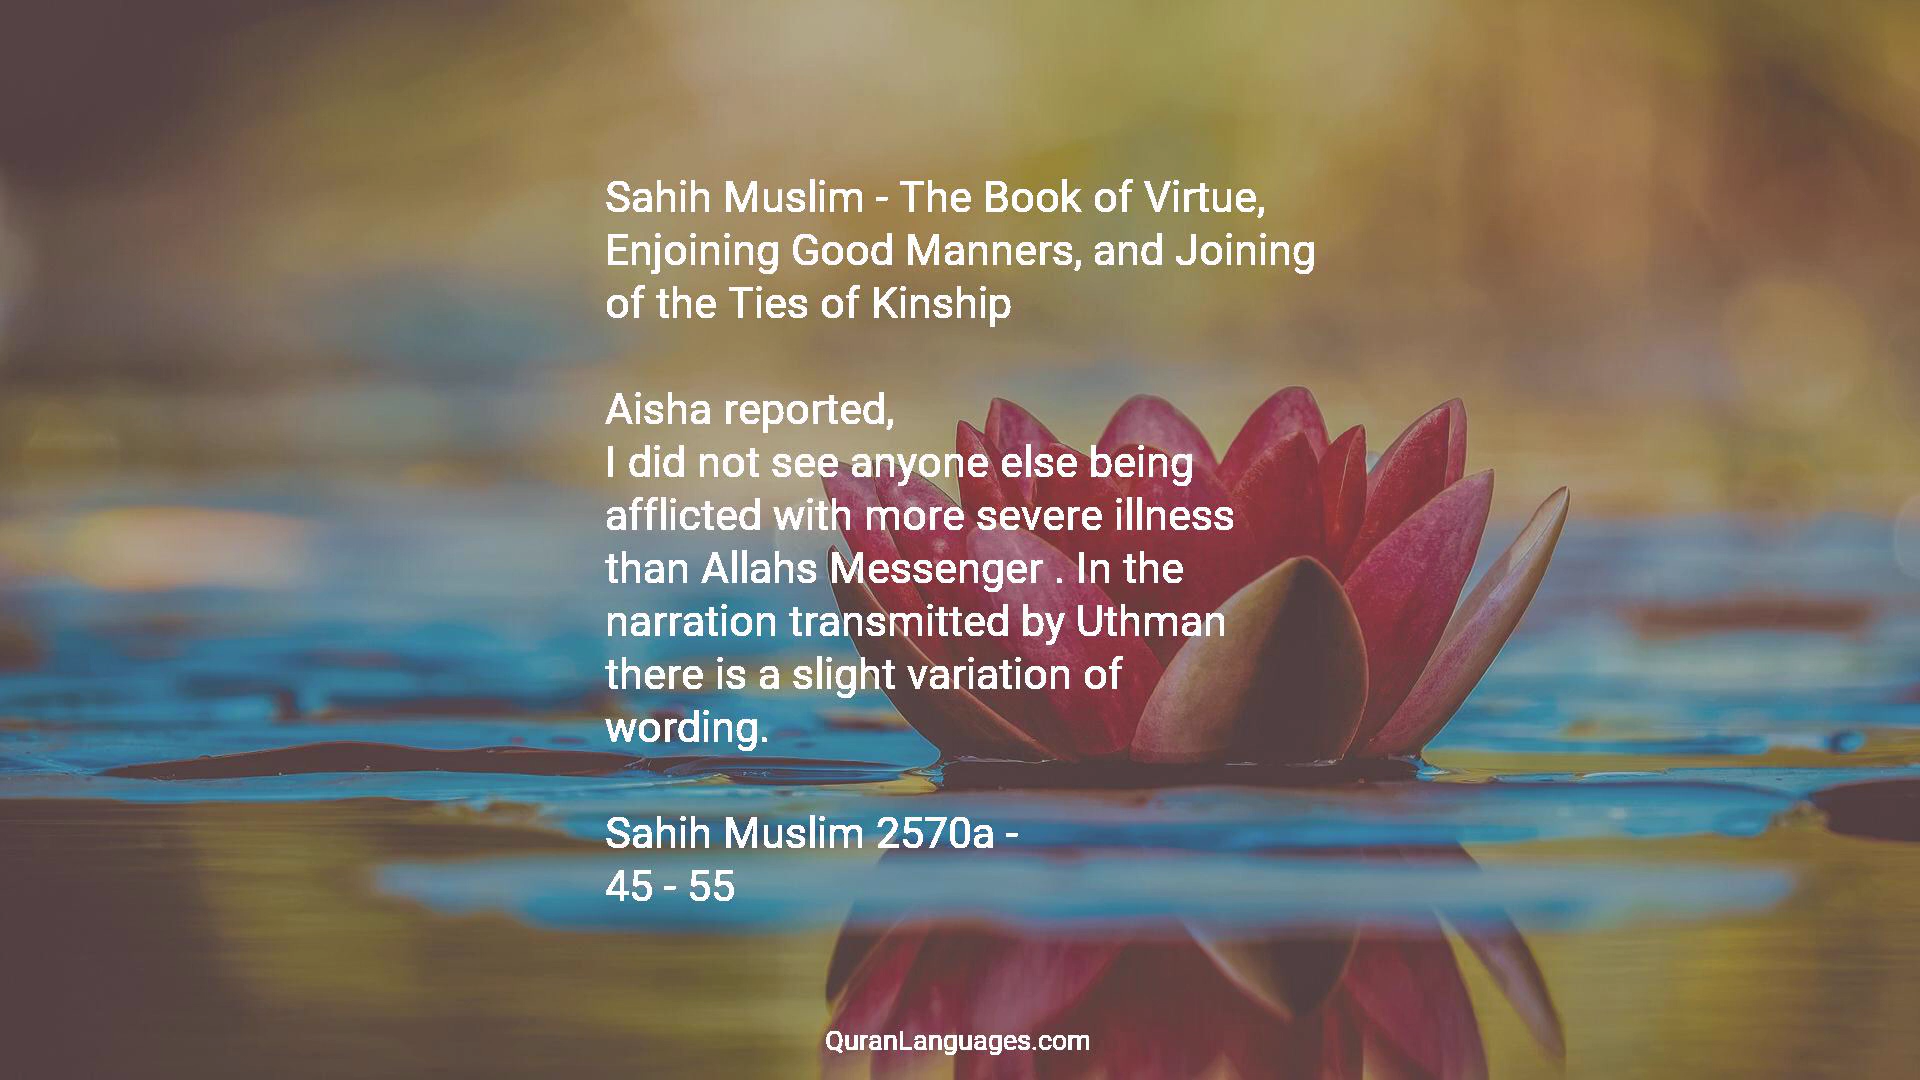 Sahih Muslim - The Book of Virtue,
Enjoining Good Manners, and Joining
of the Ties of Kinship
Aisha reported,
I did not see anyone else being
afflicted with more severe illness
than Allahs Messenger . In the
narration transmitted by Uthman
there is a slight variation of
wording.
Sahih Muslim 2570a -
45 - 55
QuranLanguages.com